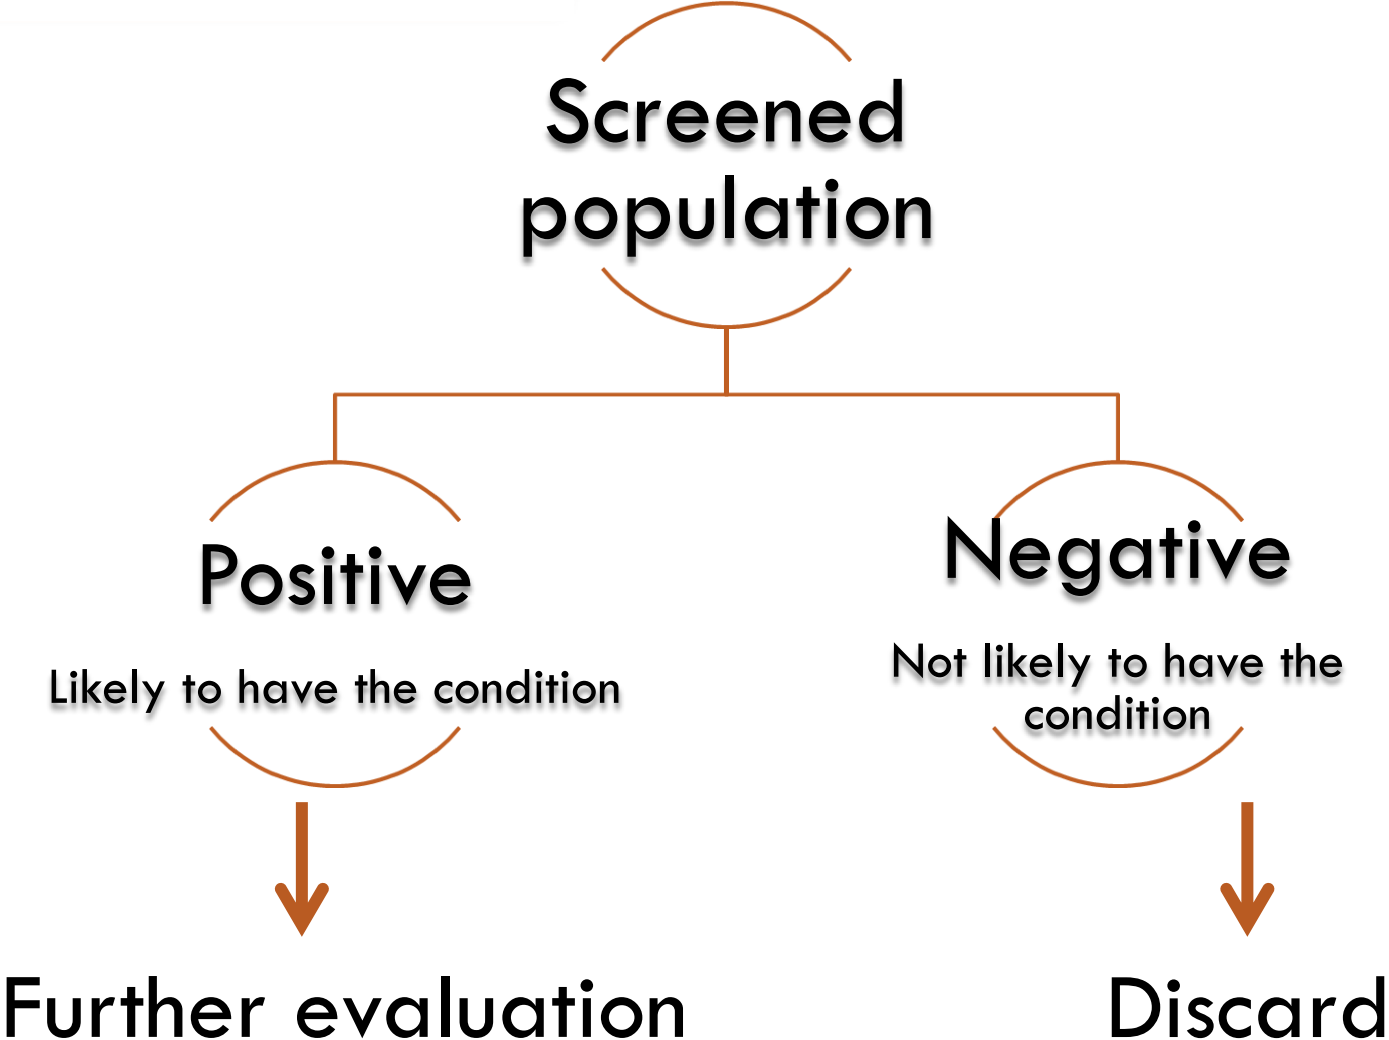 Screened
population
Positive
Likely to have the condition
Negative
Not likely to have the
condition
Further evaluation
Discard